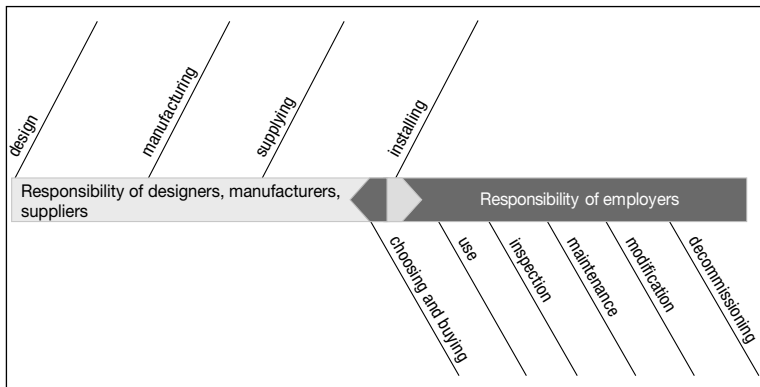 design
manufacturing
supplying
installing
Responsibility of designers, manufacturers,
suppliers
Responsibility of employers
choosing and buying
use
inspection
maintenance
modification
decommissioning